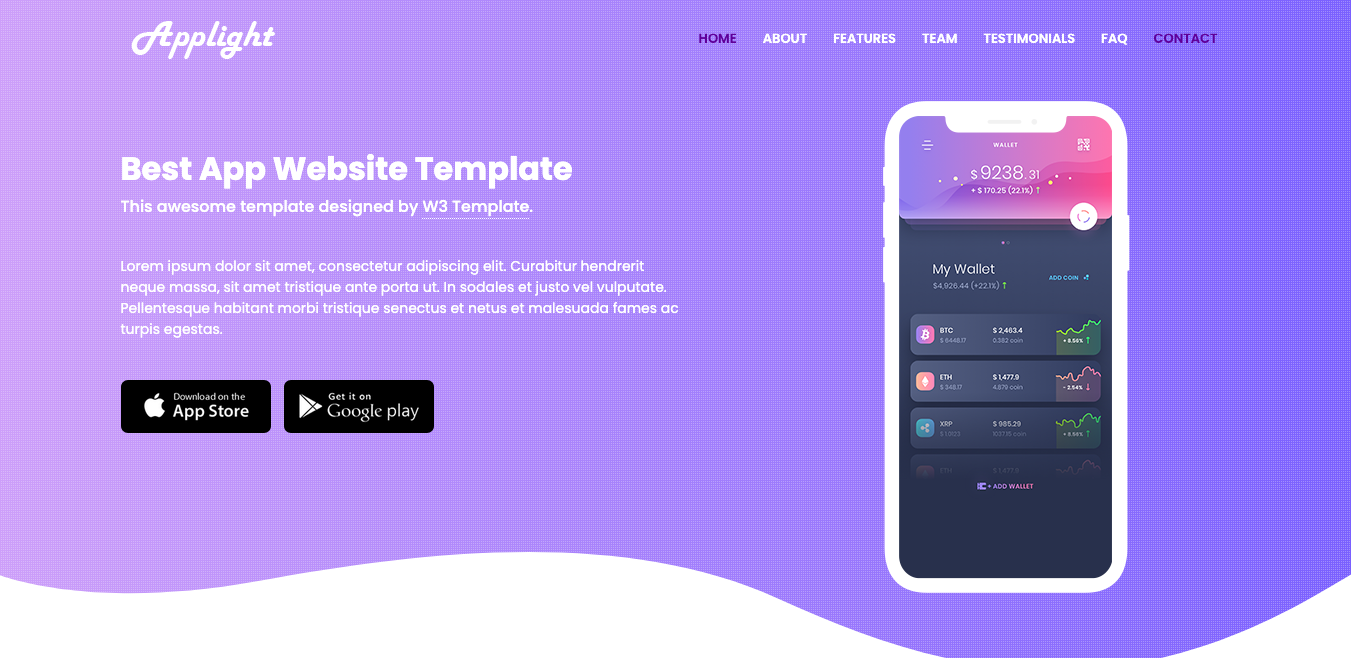 Applight
HOME ABOUT FEATURES TEAM TESTIMONIALS FAQ CONTACT
Best App Website Template
This awesome template designed by W3 Template.
Lorem ipsum dolor sit amet, consectetur adipiscing elit. Curabitur hendrerit
neque massa, sit amet tristique ante porta ut. In sodales et justo vel vulputate.
Pellentesque habitant morbi tristique senectus et netus et malesuada fames ac
turpis egestas.
Download on the
App Store
Get it on
Google play
WALLET
$ 9238.31
+ $ 170.25 (22.1%) ↑
My Wallet
ADD COIN
$4,926.44 (+22.1%) ↑
BTC $ 2,463.4
$ 6448.17 0.382 coin + 8.56% ↑
ETH $ 1,477.9
$ 348.17 4.879 coin - 2.54% ↓
XRP $ 985.29
coin + 8.56% ↑
ETH $ 1,477.9
+ ADD WALLET